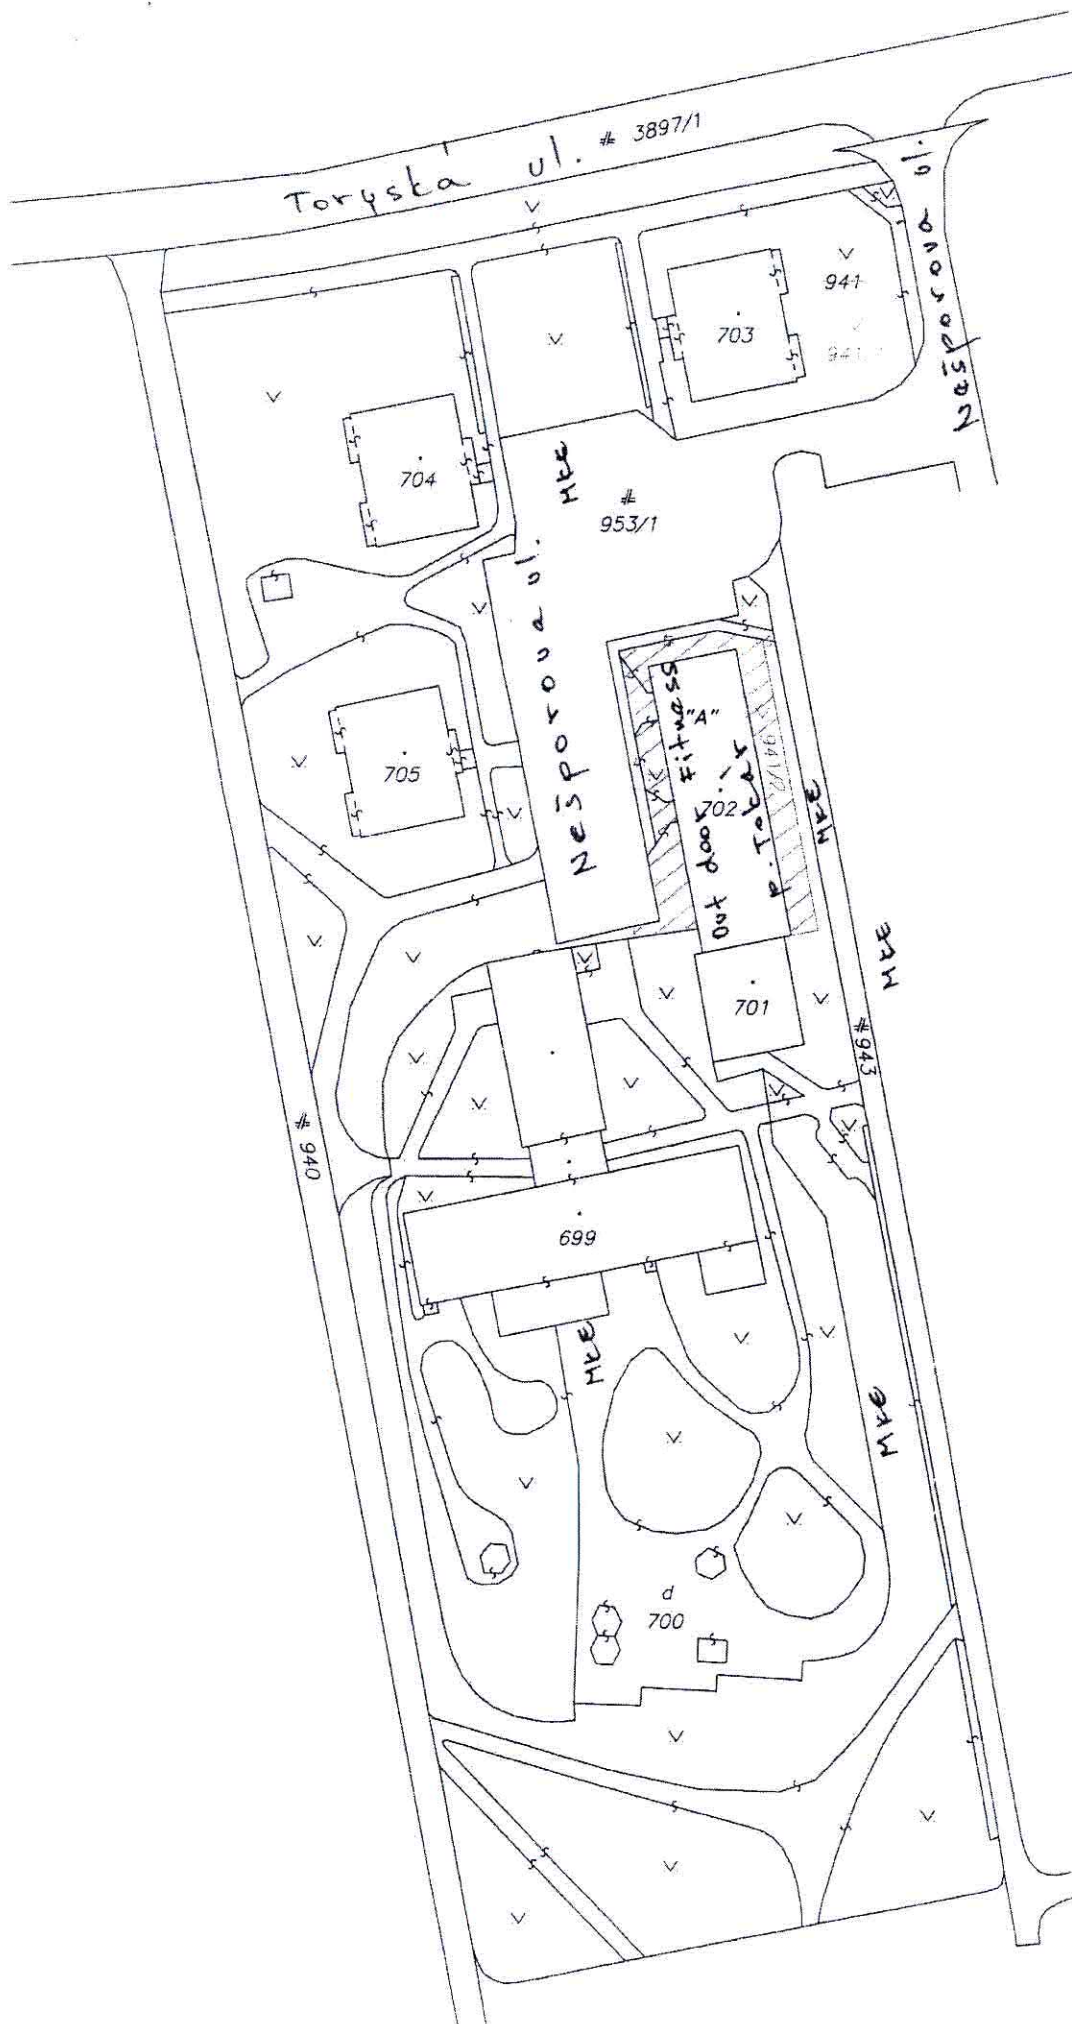 # 3897/1
Toryská ul.
Nešporova ul.
941
703
704
MKE
#
953/1
Nešporova ul.
705
"A"
702
941/2
Out door Fitness
p. Tokár
MKE
MKE
701
# 943
# 940
699
MKE
MKE
d
700